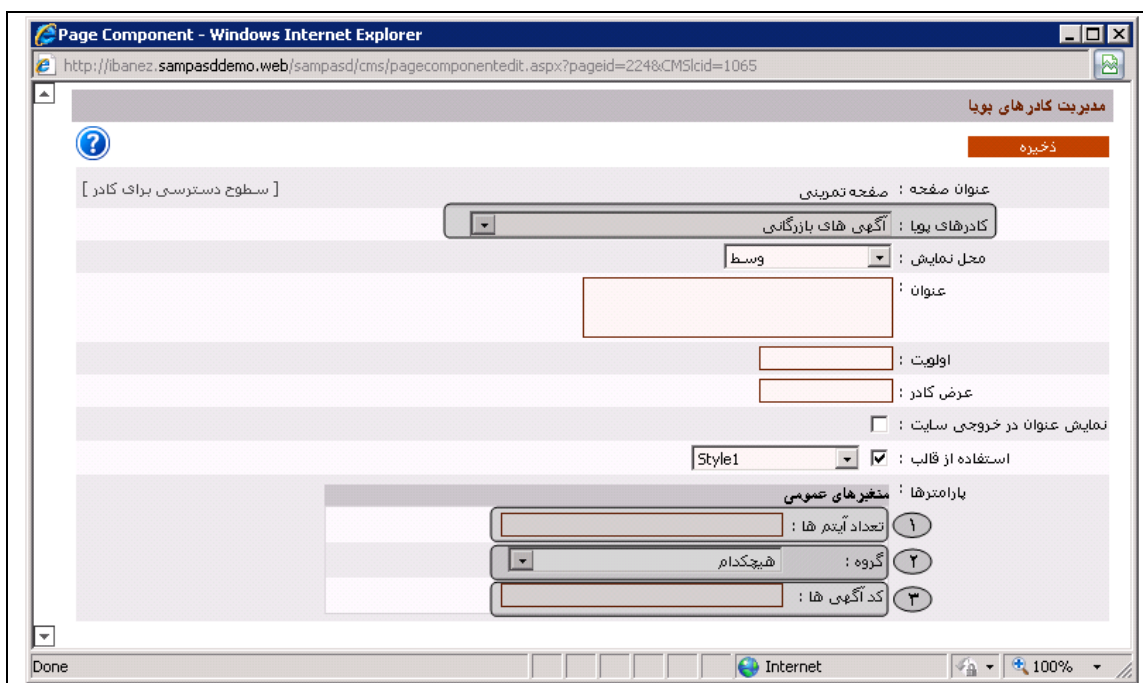 Page Component - Windows Internet Explorer
http://ibanez.sampasddemo.web/sampasd/cms/pagecomponentedit.aspx?pageid=224&CMSlcid=1065
مدیریت کادرهای پویا
ذخیره
عنوان صفحه : صفحه تمرینی [ سطوح دسترسی برای کادر ]
کادرهای پویا : آگهی های بازرگانی
محل نمایش : وسط
عنوان :
اولویت :
عرض کادر :
نمایش عنوان در خروجی سایت :
استفاده از قالب : Style1
پارامترها : متغیرهای عمومی
۱ تعداد آیتم ها :
۲ گروه : هیچکدام
۳ کد آگهی ها :
Done Internet 100%